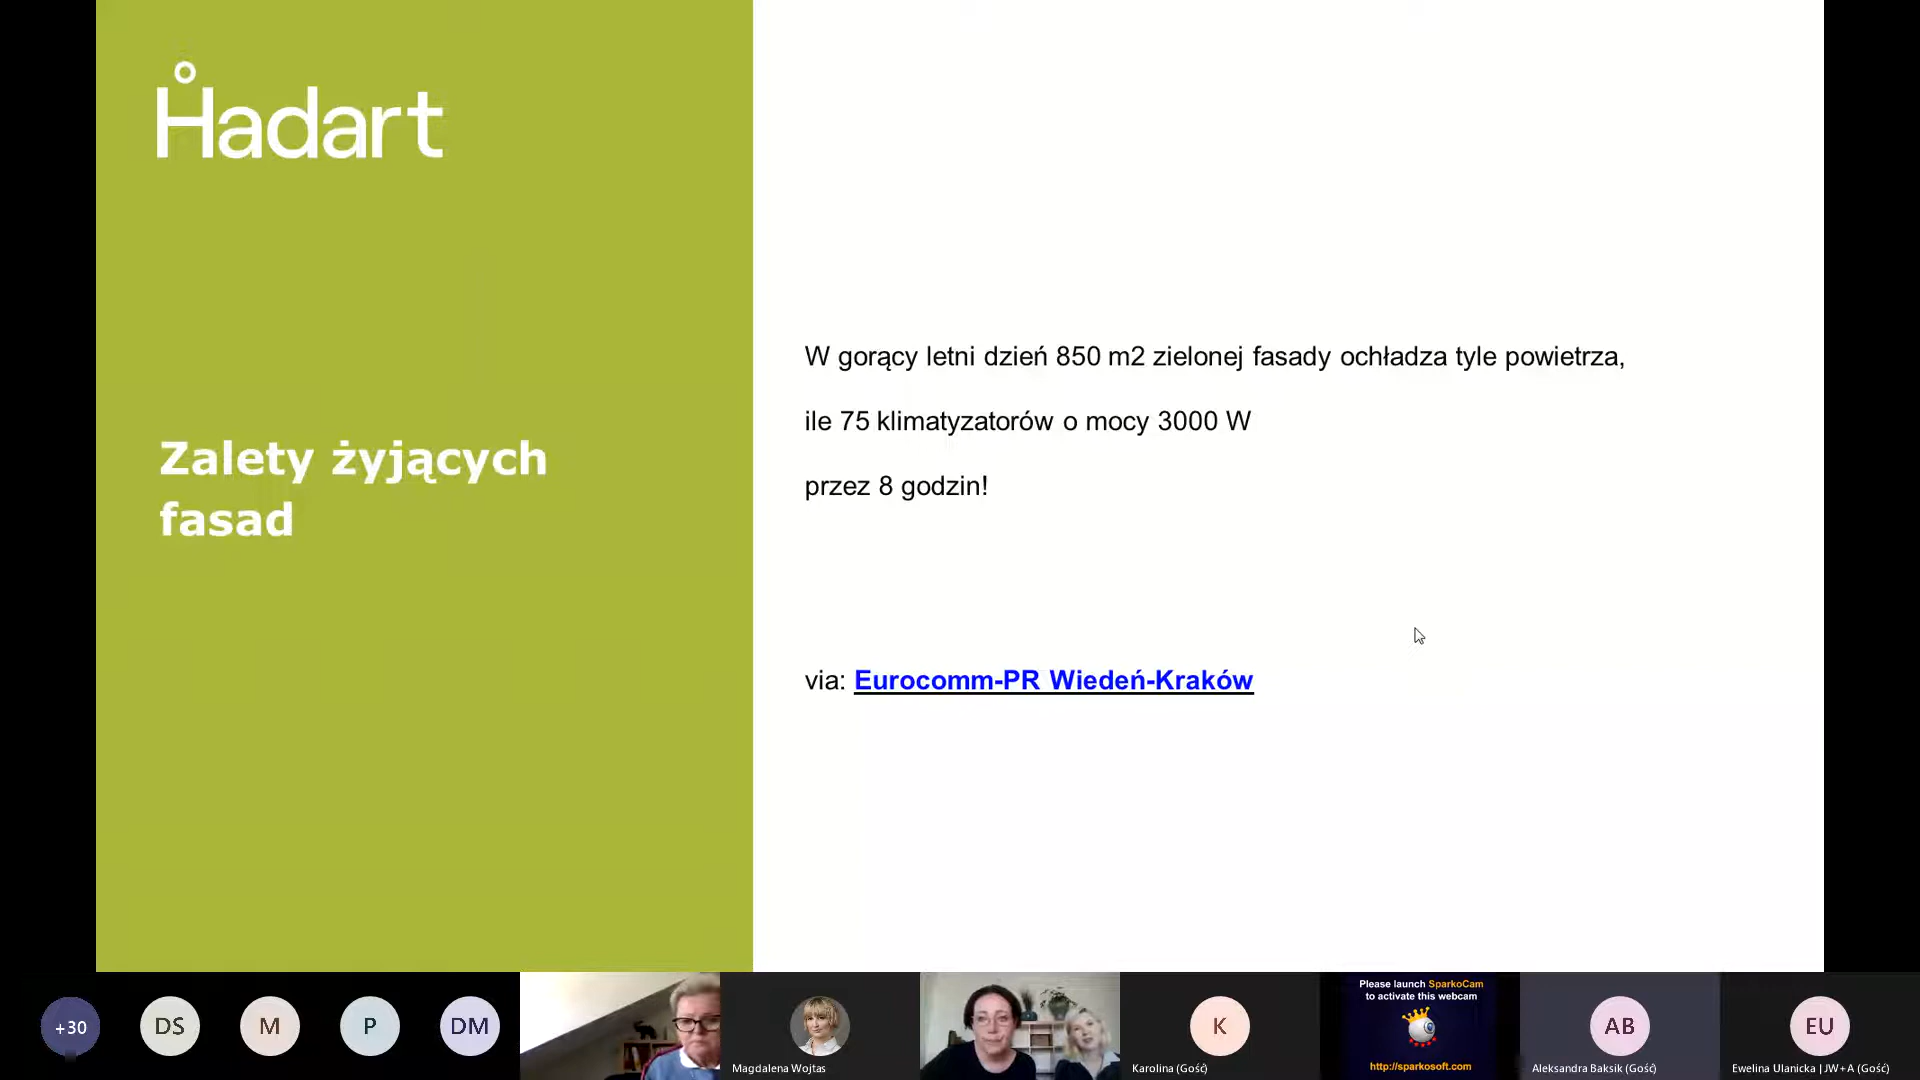 Hadart
Zalety żyjących
fasad
W gorący letni dzień 850 m2 zielonej fasady ochładza tyle powietrza,
ile 75 klimatyzatorów o mocy 3000 W
przez 8 godzin!
via: Eurocomm-PR Wiedeń-Kraków
+30
DS
M
P
DM
Magdalena Wojtas
K
Karolina (Gość)
Please launch SparkoCam
to activate this webcam
http://sparkosoft.com
AB
Aleksandra Baksik (Gość)
EU
Ewelina Ulanicka | JW+A (Gość)